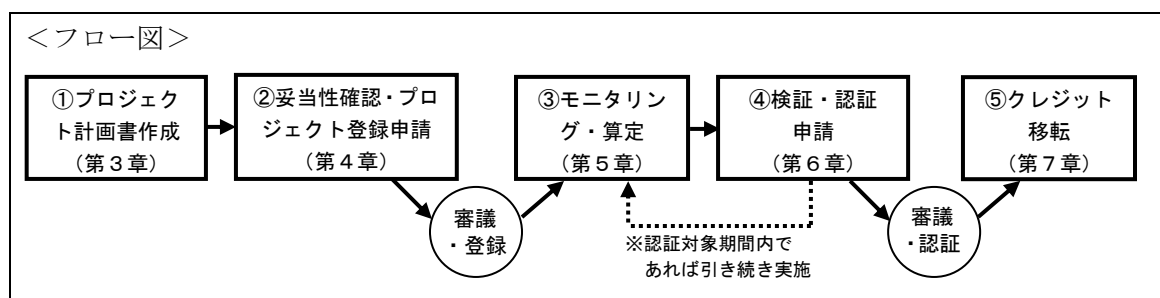 ＜フロー図＞
①プロジェク
ト計画書作成
（第３章）
②妥当性確認・プロ
ジェクト登録申請
（第４章）
審議
・登録
③モニタリン
グ・算定
（第５章）
④検証・認証
申請
（第６章）
※認証対象期間内で
あれば引き続き実施
審議
・認証
⑤クレジット
移転
（第７章）